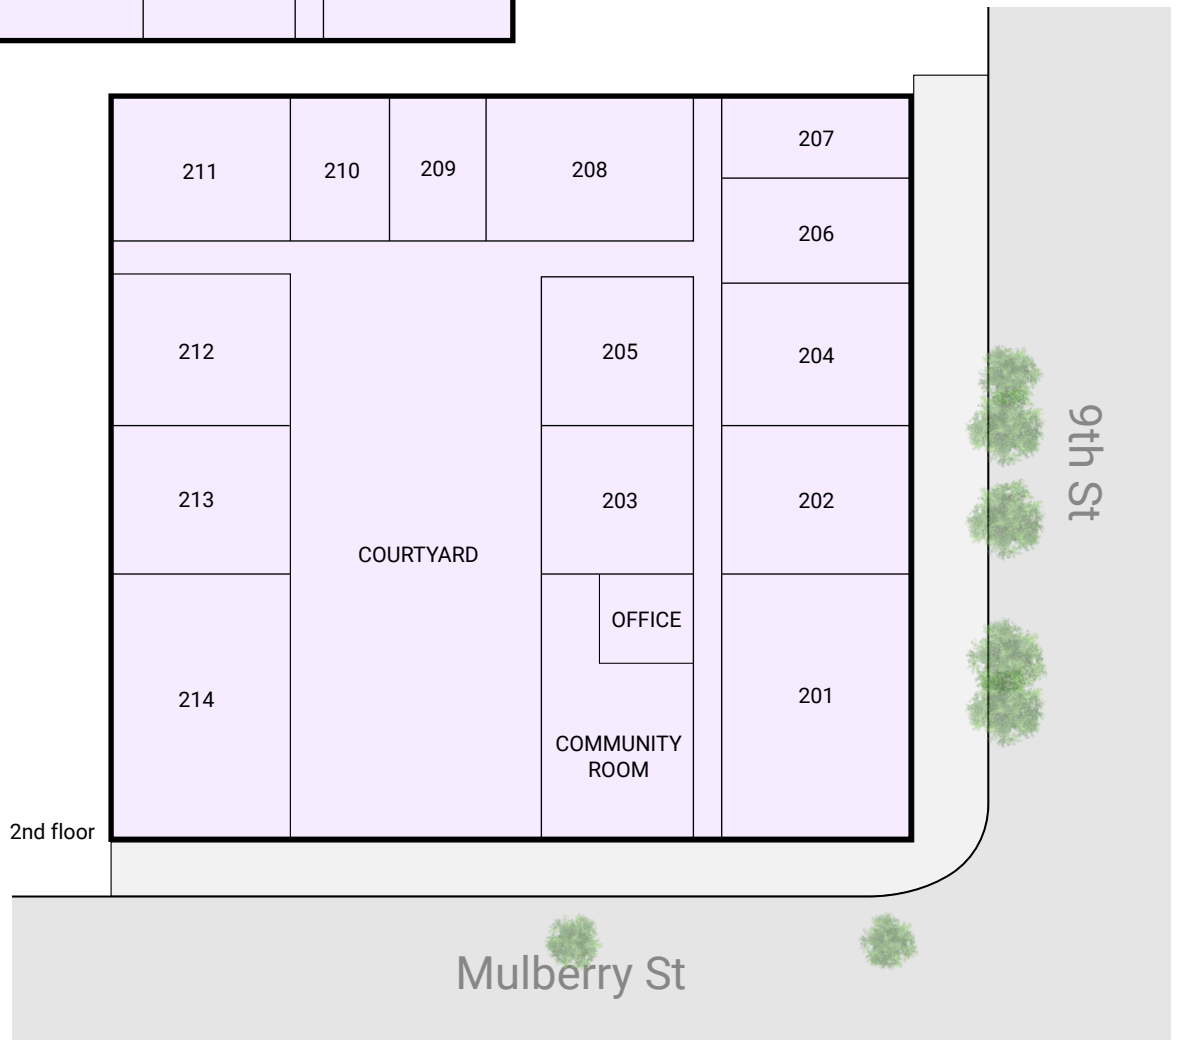 207
211
210
209
208
206
212
205
204
213
203
202
COURTYARD
OFFICE
214
201
COMMUNITY
ROOM
2nd floor
9th St
Mulberry St